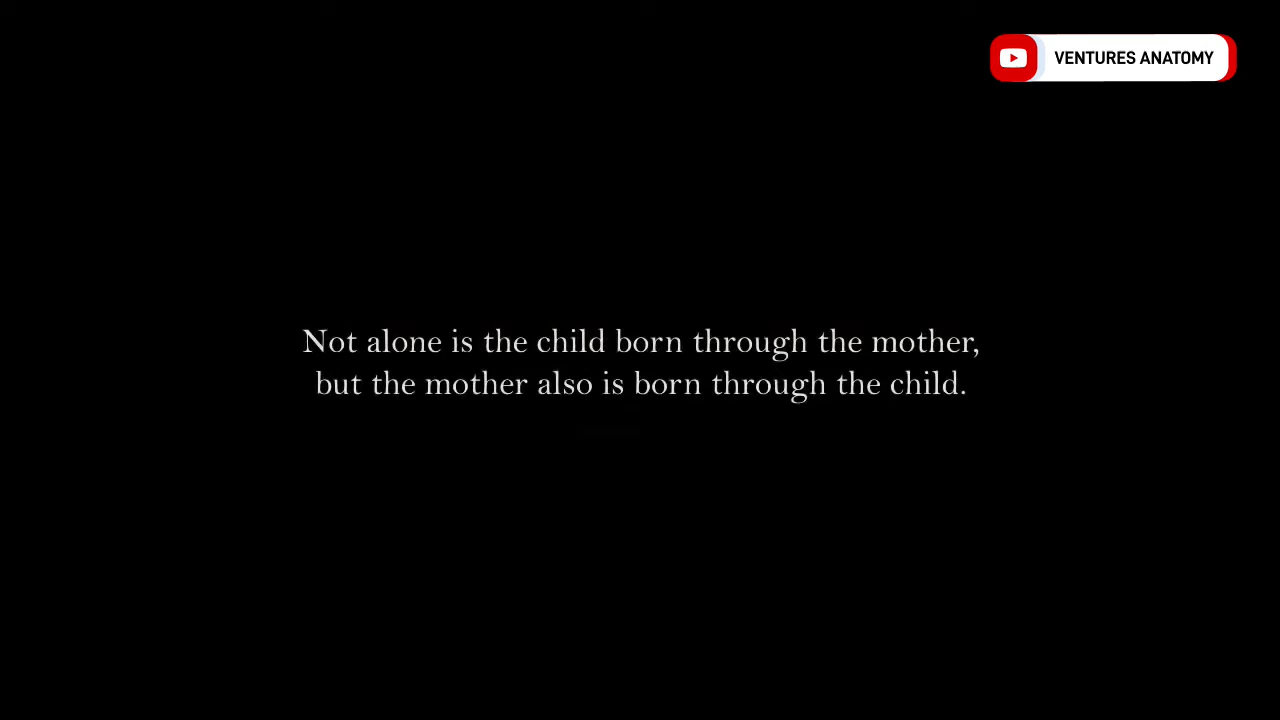 VENTURES ANATOMY
Not alone is the child born through the mother,
but the mother also is born through the child.